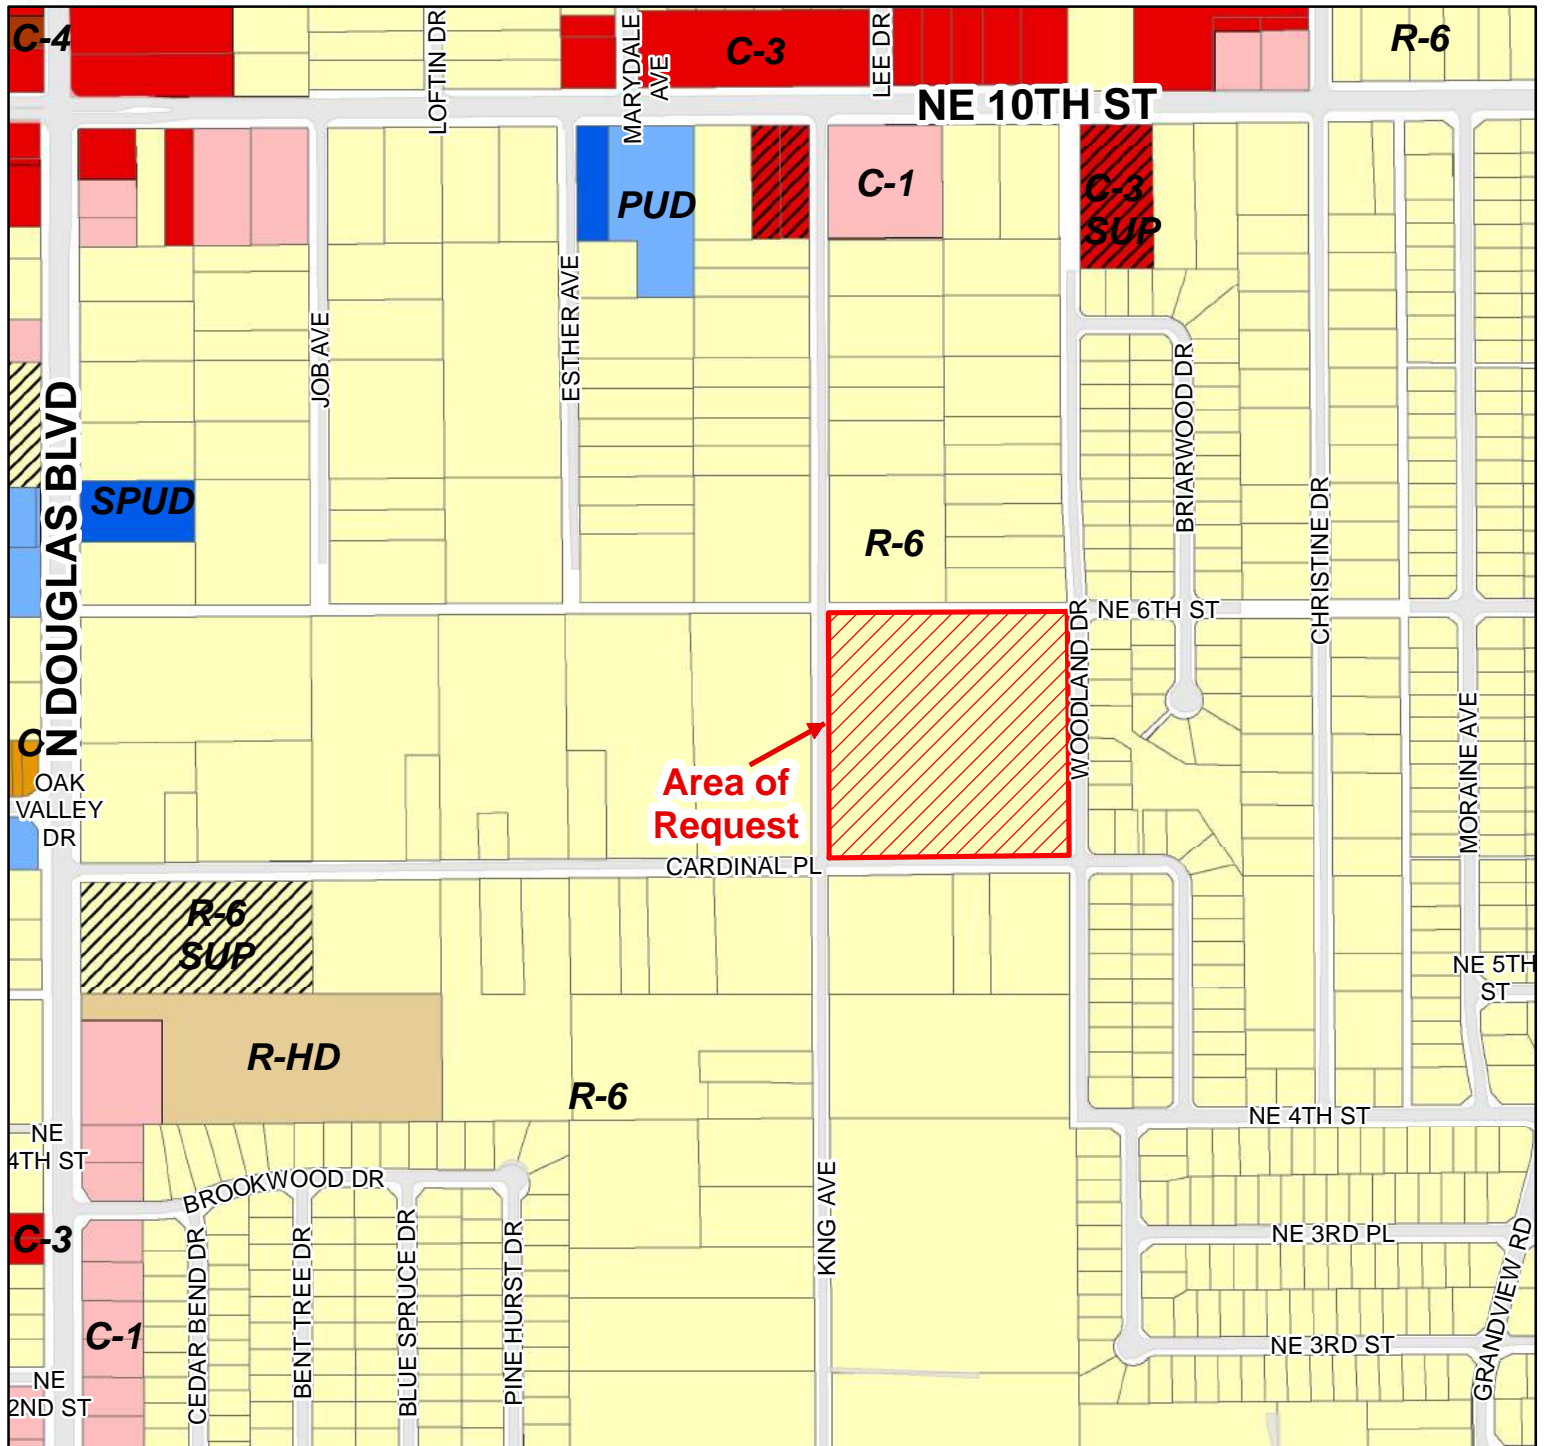 C-4
LOFTIN DR
MARYDALE
AVE
C-3
LEE DR
R-6
NE 10TH ST
PUD
C-1
C-3
SUP
JOB AVE
ESTHER AVE
BRIARWOOD DR
N DOUGLAS BLVD
SPUD
R-6
CHRISTINE DR
NE 6TH ST
WOODLAND DR
MORAINE AVE
C
OAK
VALLEY
DR
Area of
Request
CARDINAL PL
R-6
SUP
NE 5TH
ST
R-HD
R-6
NE 4TH ST
NE
4TH ST
BROOKWOOD DR
KING AVE
C-3
CEDAR BEND DR
BENT TREE DR
BLUE SPRUCE DR
PINE HURST DR
NE 3RD PL
GRANDVIEW RD
C-1
NE 3RD ST
NE
2ND ST